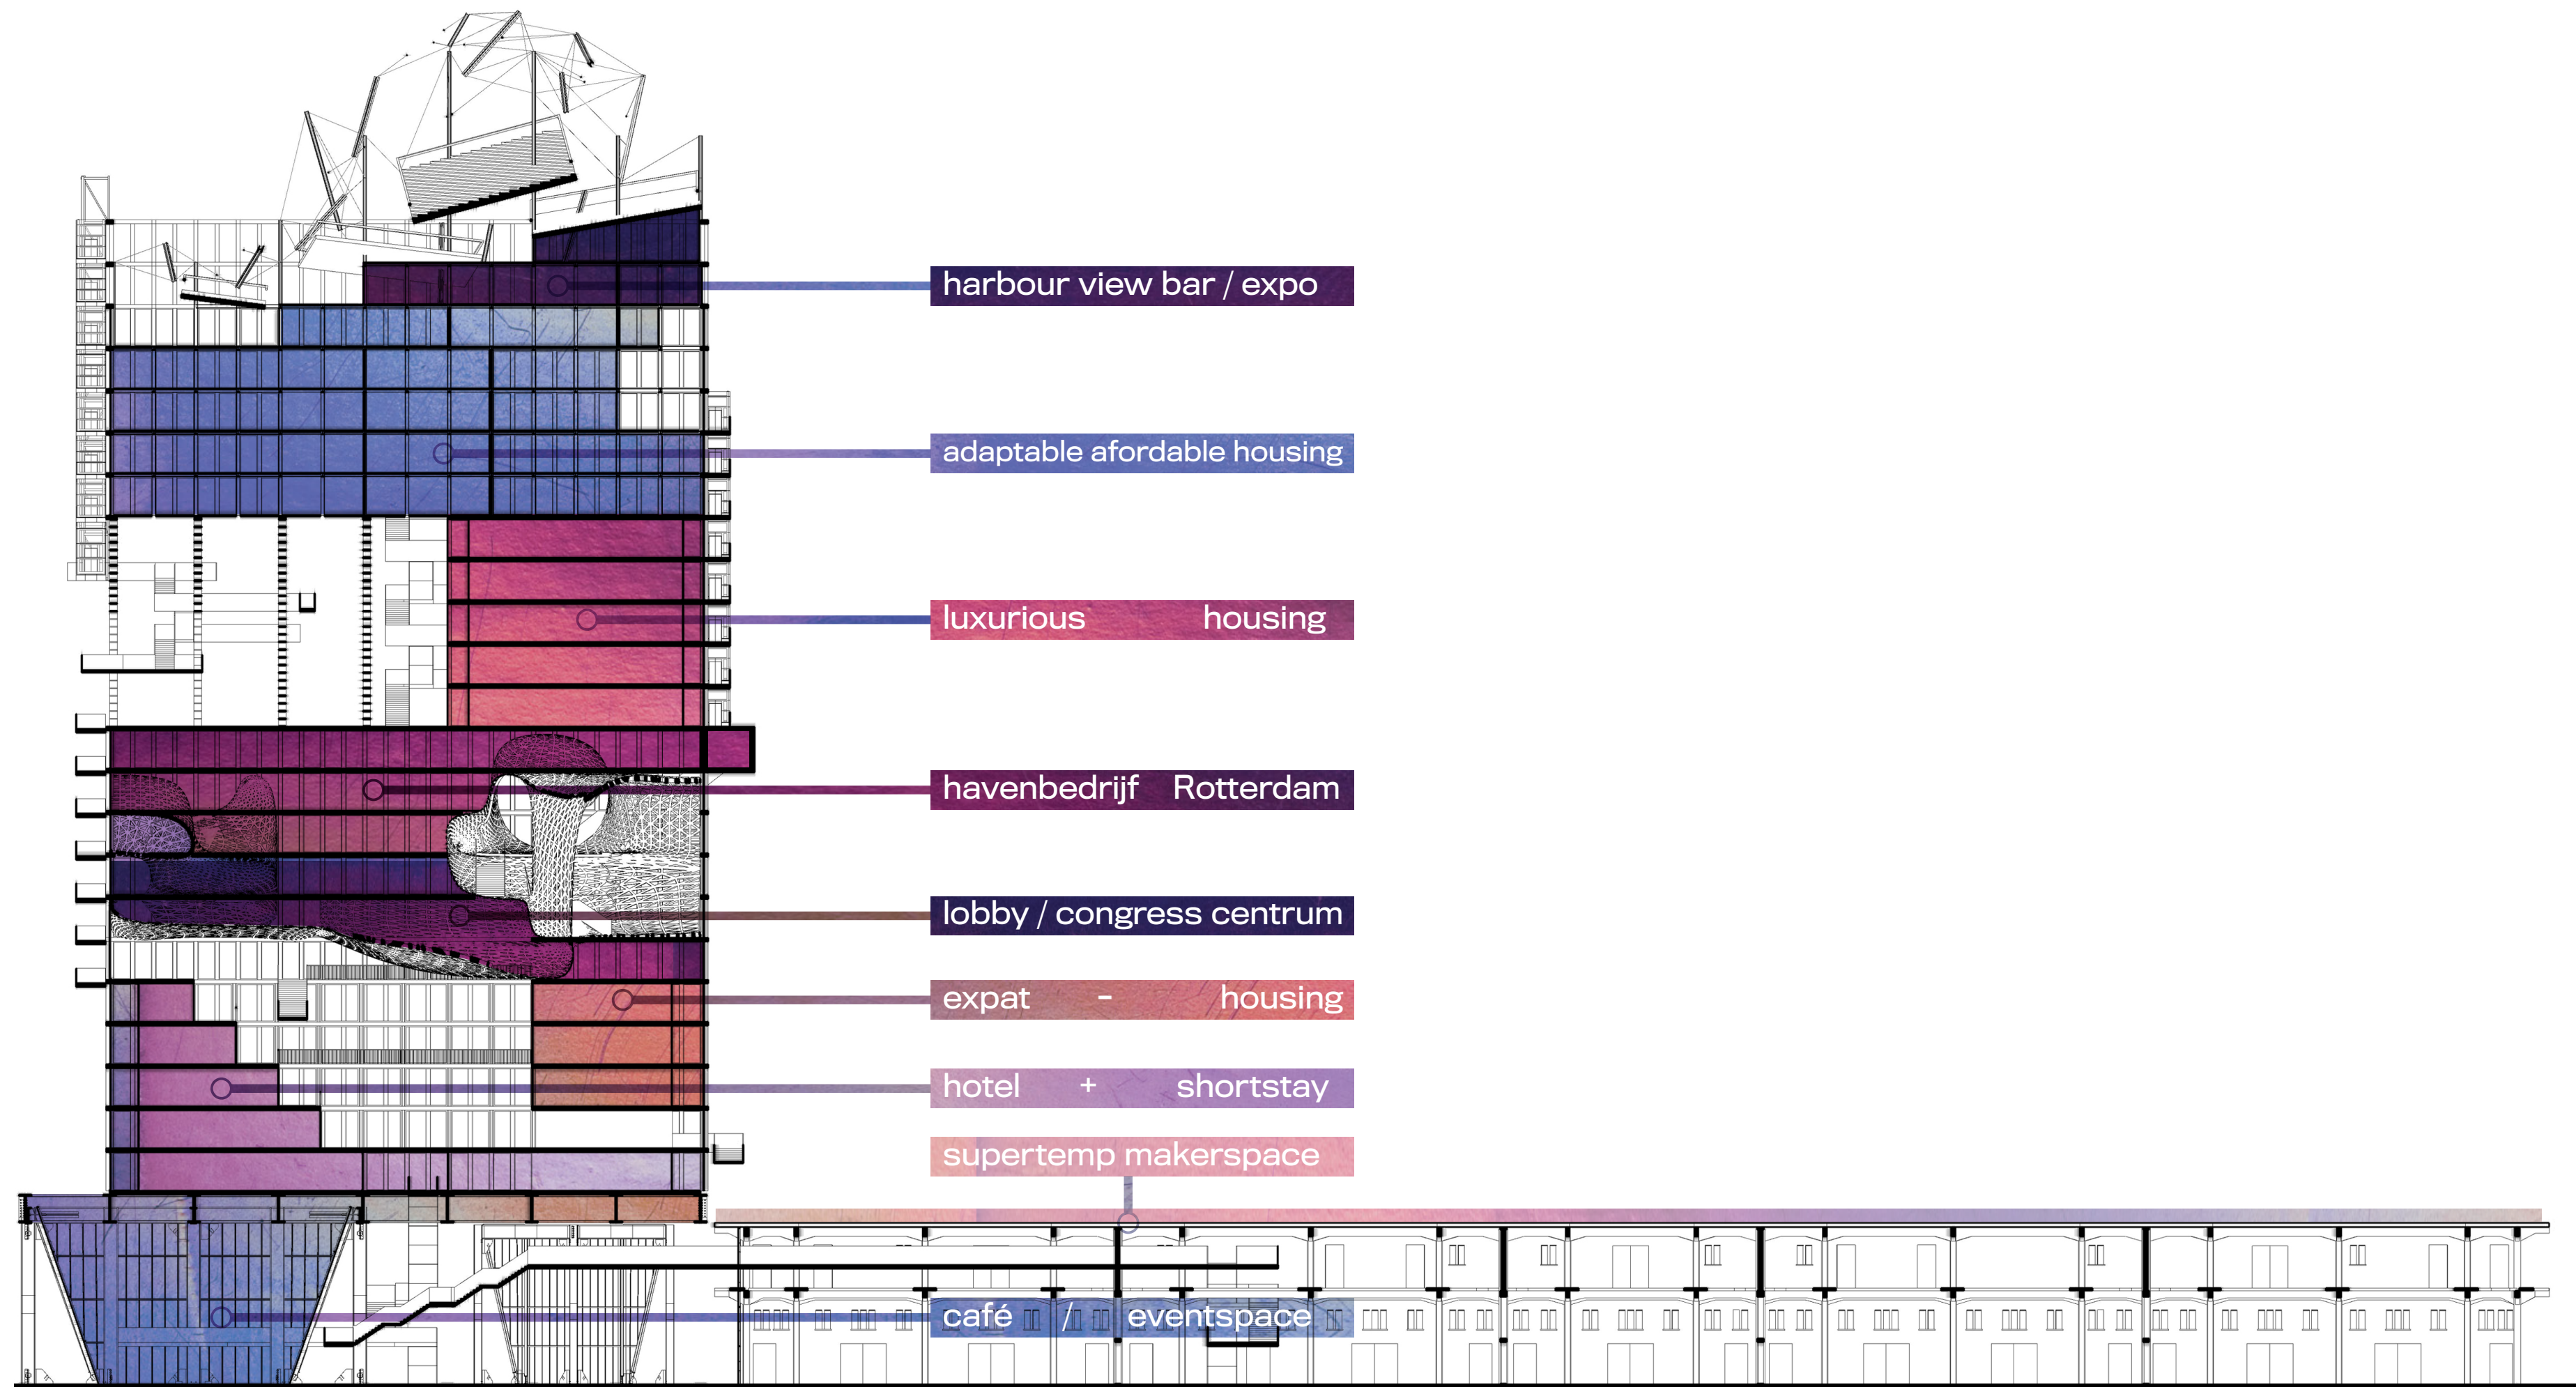 harbour view bar / expo
adaptable afordable housing
luxurious housing
havenbedrijf Rotterdam
lobby / congress centrum
expat - housing
hotel + shortstay
supertemp makerspace
café / eventspace